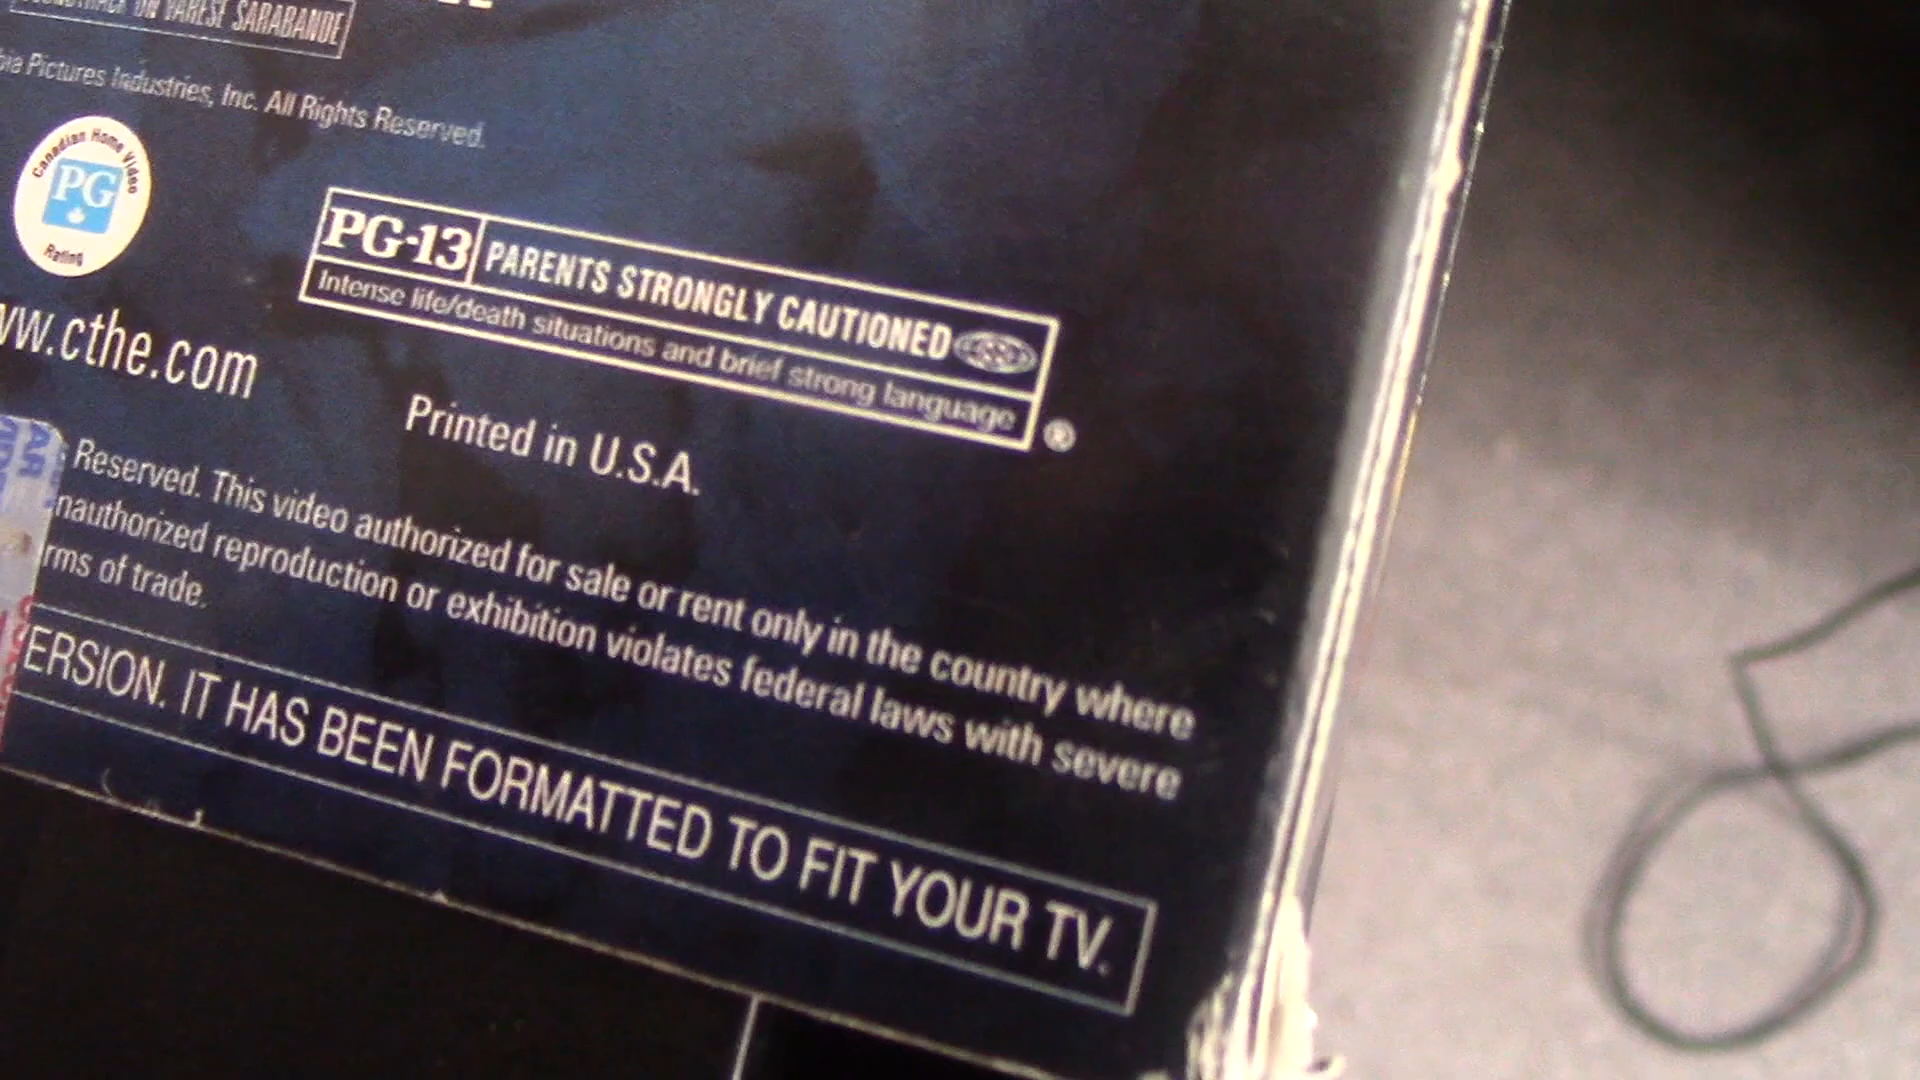 ON VARESE SARABANDE
Pictures Industries, Inc. All Rights Reserved.
Canadian Home Video
PG
Rating
PG-13 PARENTS STRONGLY CAUTIONED
Intense life/death situations and brief strong language
®
ww.cthe.com
Printed in U.S.A.
Reserved. This video authorized for sale or rent only in the country where
nauthorized reproduction or exhibition violates federal laws with severe
rms of trade.
ERSION. IT HAS BEEN FORMATTED TO FIT YOUR TV.